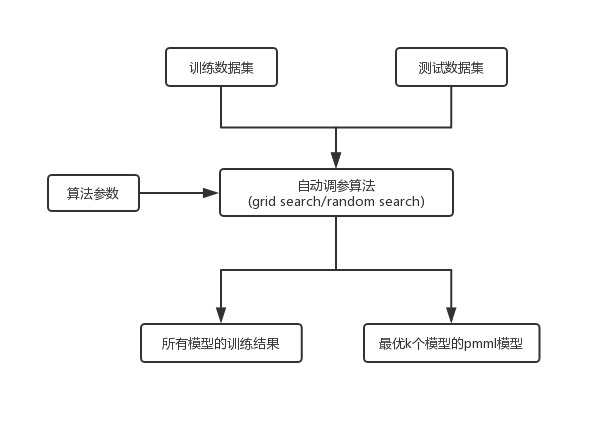 训练数据集
测试数据集
算法参数
自动调参算法
(grid search/random search)
所有模型的训练结果
最优k个模型的pmml模型